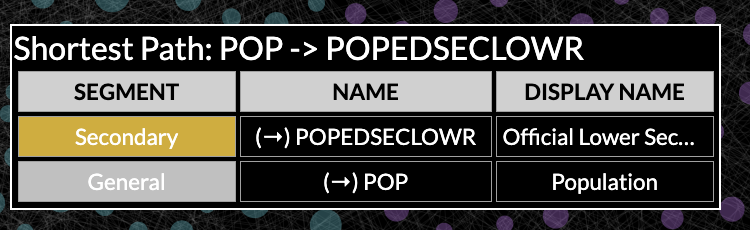 Shortest Path: POP -> POPEDSECLOWR
SEGMENT NAME DISPLAY NAME
Secondary (→) POPEDSECLOWR Official Lower Sec...
General (→) POP Population